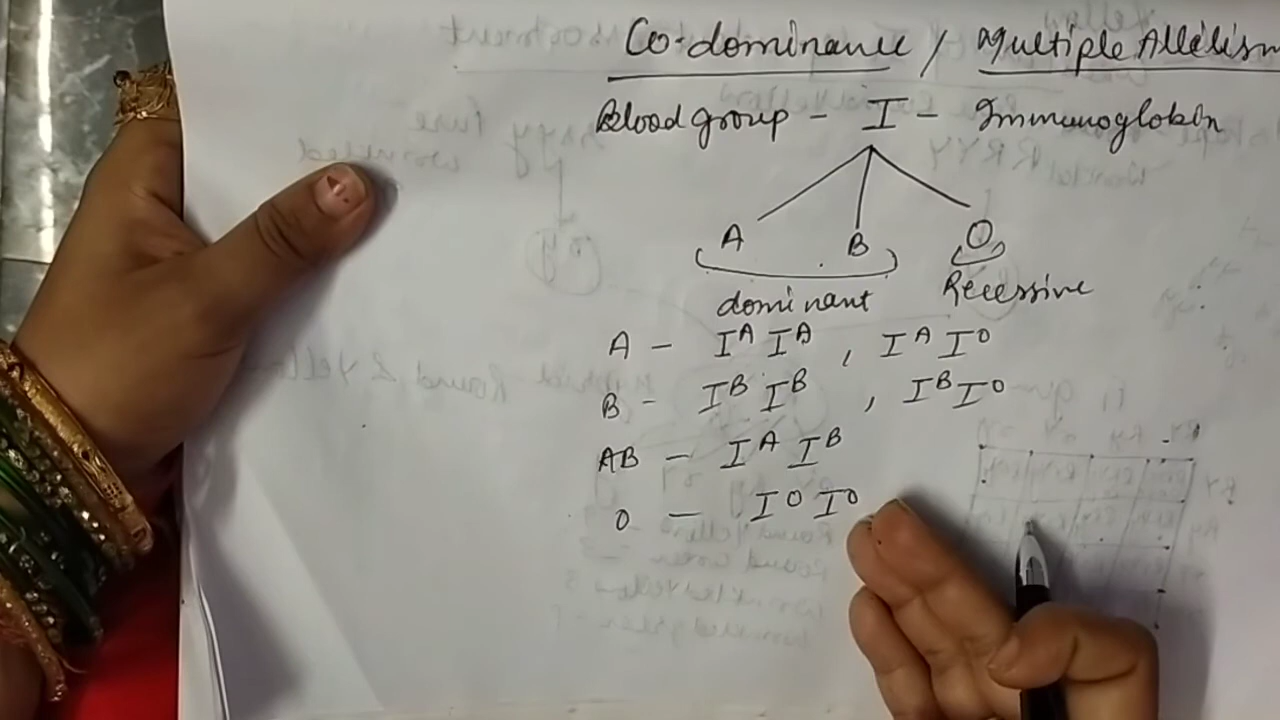 Co-dominance / Multiple Allelism
Blood group - I - Immunoglobin
A B O
dominant Recessive
A - I^A I^A , I^A I^O
B - I^B I^B , I^B I^O
AB - I^A I^B
O - I^O I^O